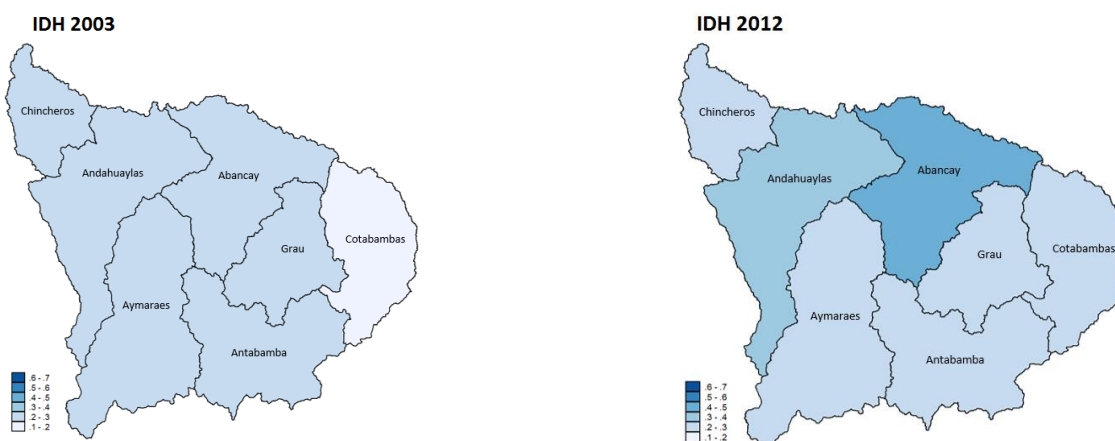 IDH 2003
Chincheros
Andahuaylas
Abancay
Cotabambas
Grau
Aymaraes
Antabamba
.6 - .7
.5 - .6
.4 - .5
.3 - .4
.2 - .3
.1 - .2
IDH 2012
Chincheros
Andahuaylas
Abancay
Cotabambas
Grau
Aymaraes
Antabamba
.6 - .7
.5 - .6
.4 - .5
.3 - .4
.2 - .3
.1 - .2